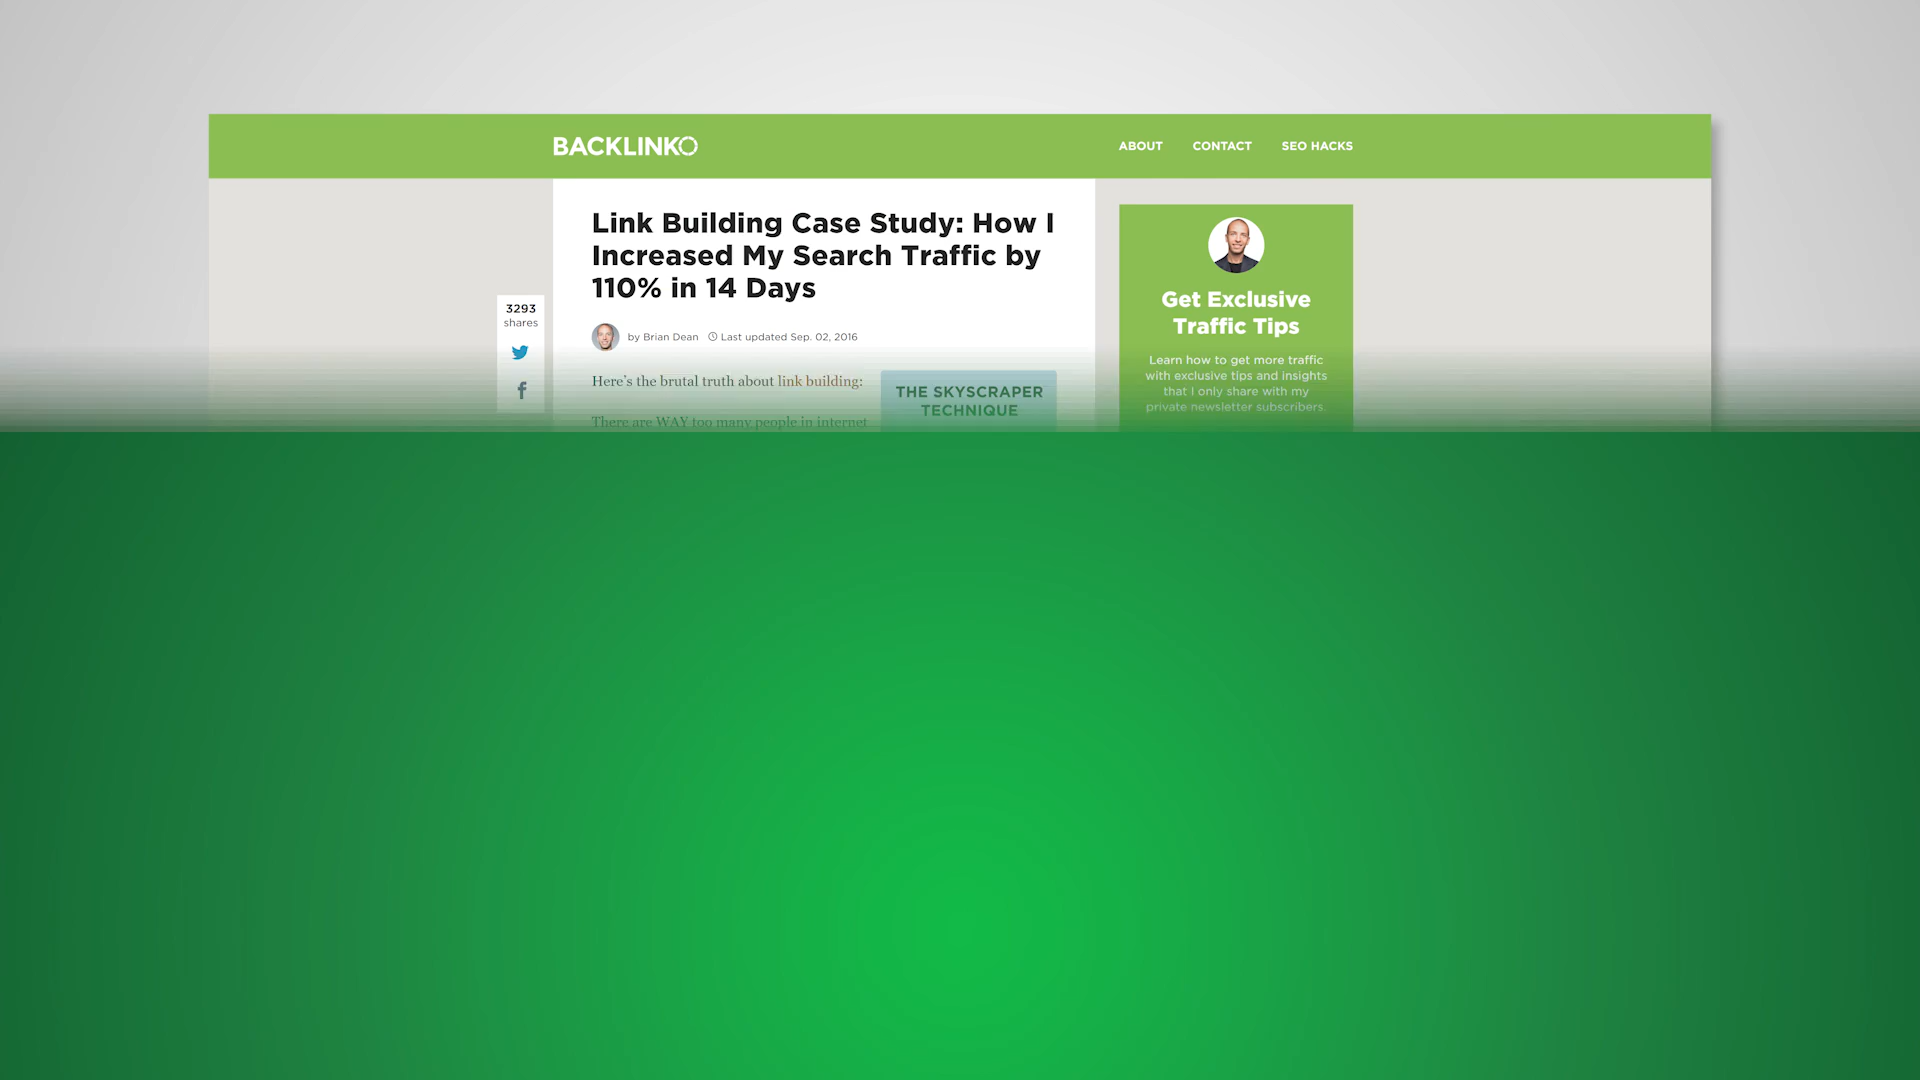 BACKLINKO
ABOUT CONTACT SEO HACKS
Link Building Case Study: How I
Increased My Search Traffic by
110% in 14 Days
3293
shares
by Brian Dean Last updated Sep. 02, 2016
Here’s the brutal truth about link building:
There are WAY too many people in internet
THE SKYSCRAPER
TECHNIQUE
Get Exclusive
Traffic Tips
Learn how to get more traffic
with exclusive tips and insights
that I only share with my
private newsletter subscribers.